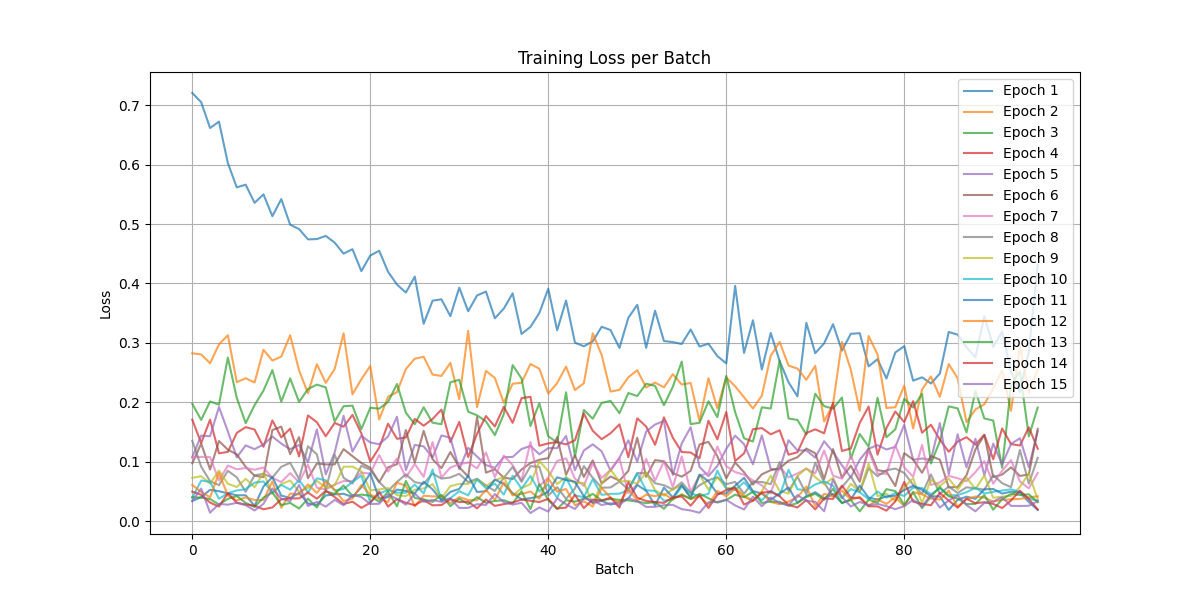 Training Loss per Batch
Loss
0.7
0.6
0.5
0.4
0.3
0.2
0.1
0.0
Epoch 1
Epoch 2
Epoch 3
Epoch 4
Epoch 5
Epoch 6
Epoch 7
Epoch 8
Epoch 9
Epoch 10
Epoch 11
Epoch 12
Epoch 13
Epoch 14
Epoch 15
0
20
40
60
80
Batch